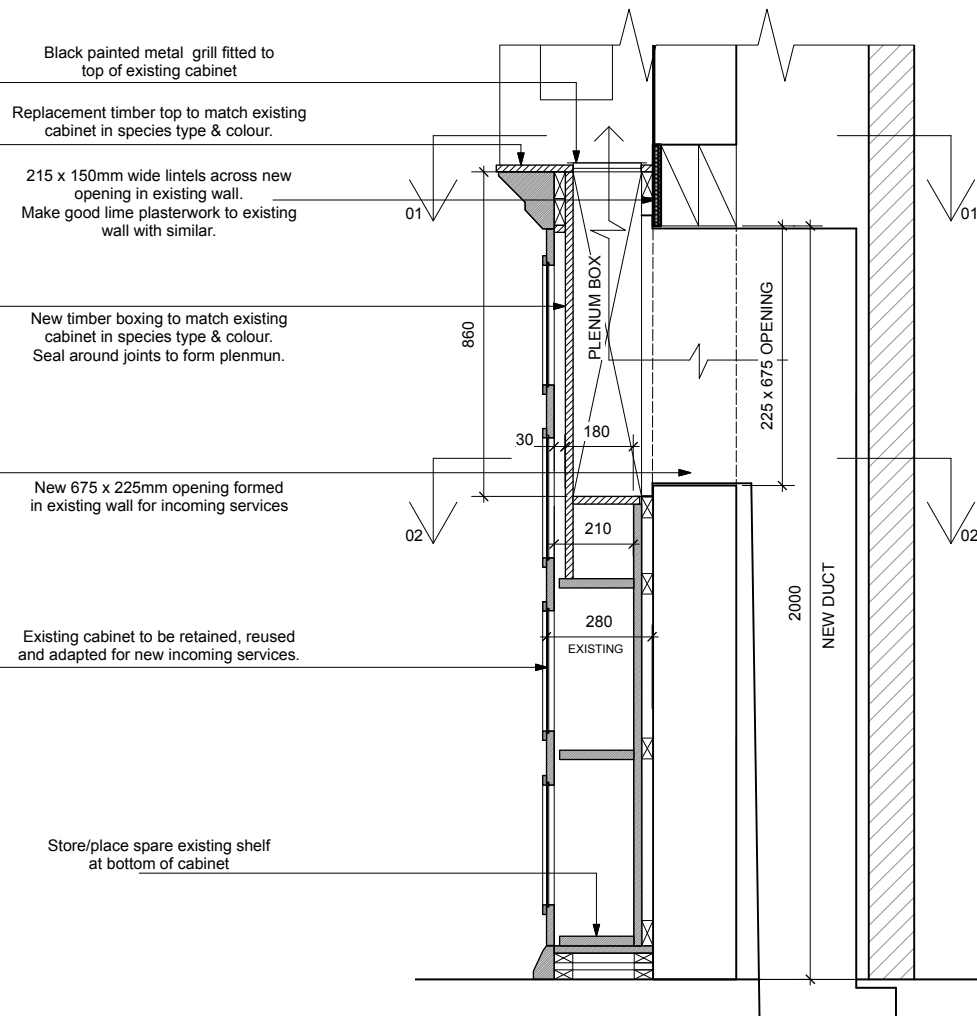 Black painted metal grill fitted to
top of existing cabinet
Replacement timber top to match existing
cabinet in species type & colour.
215 x 150mm wide lintels across new
opening in existing wall.
Make good lime plasterwork to existing
wall with similar.
01
01
New timber boxing to match existing
cabinet in species type & colour.
Seal around joints to form plenmun.
860
PLENUM BOX
225 x 675 OPENING
30
180
New 675 x 225mm opening formed
in existing wall for incoming services
02
02
210
2000
NEW DUCT
280
EXISTING
Existing cabinet to be retained, reused
and adapted for new incoming services.
Store/place spare existing shelf
at bottom of cabinet